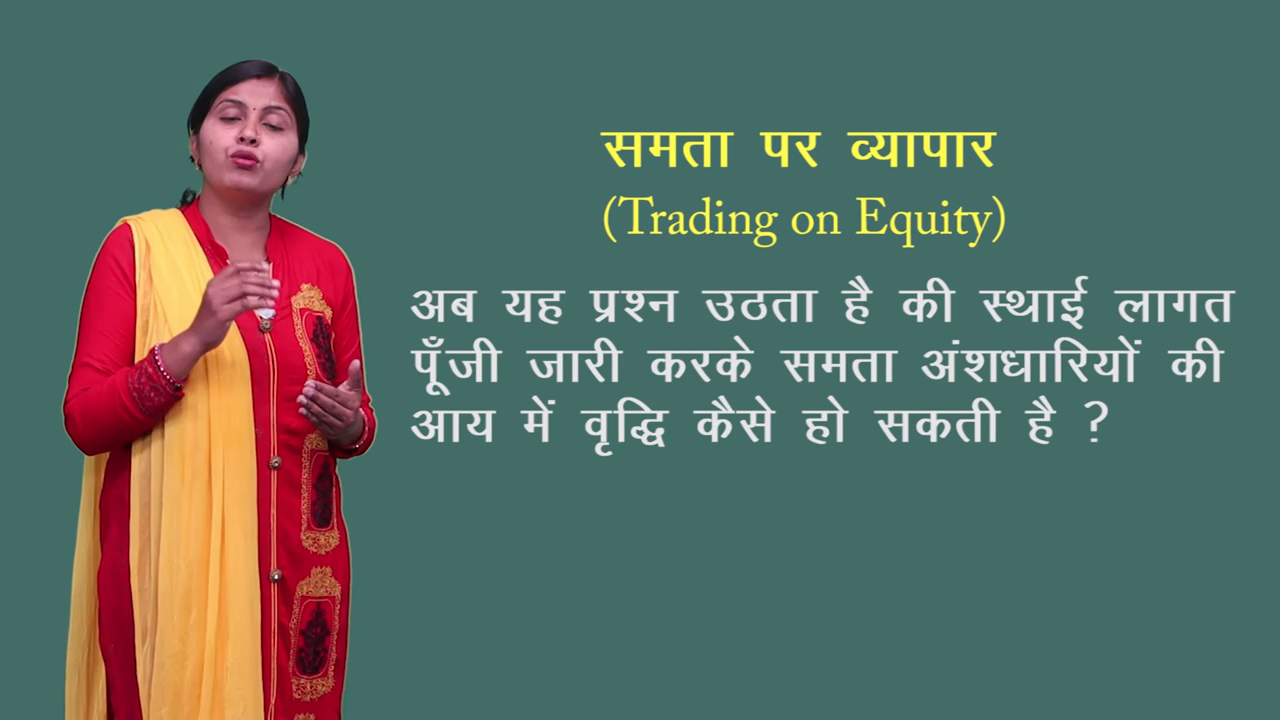 समता पर व्यापार
(Trading on Equity)
अब यह प्रश्न उठता है की स्थाई लागत
पूँजी जारी करके समता अंशधारियों की
आय में वृद्धि कैसे हो सकती है ?